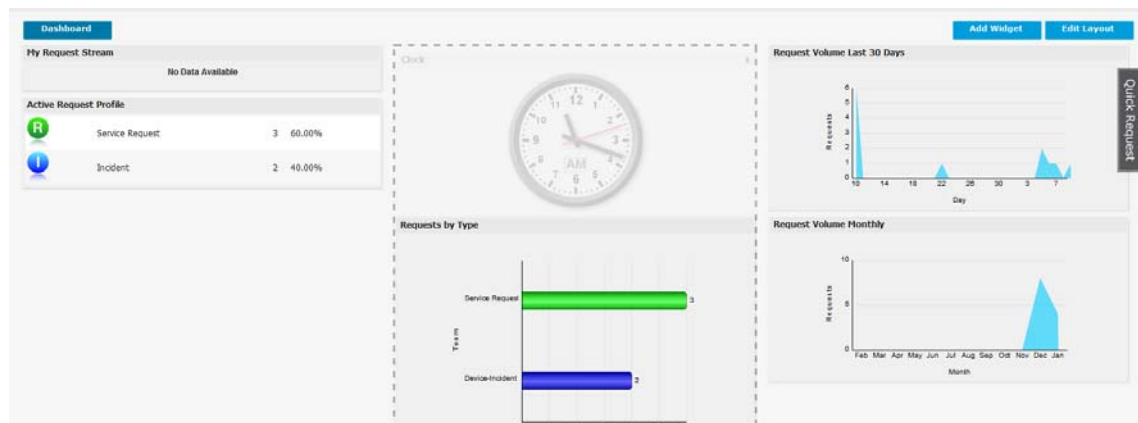 Dashboard
Add Widget
Edit Layout
My Request Stream
No Data Available
Active Request Profile
R
Service Request 3 60.00%
I
Incident 2 40.00%
Clock
x
12
1
2
3
4
5
6
7
8
9
10
11
AM
Requests by Type
Team
Service Request
3
Device-Incident
2
Request Volume Last 30 Days
Requests
6
5
4
3
2
1
0
10 14 18 22 26 30 3 7
Day
Request Volume Monthly
Requests
10
5
0
Feb Mar Apr May Jun Jul Aug Sep Oct Nov Dec Jan
Month
Quick Request